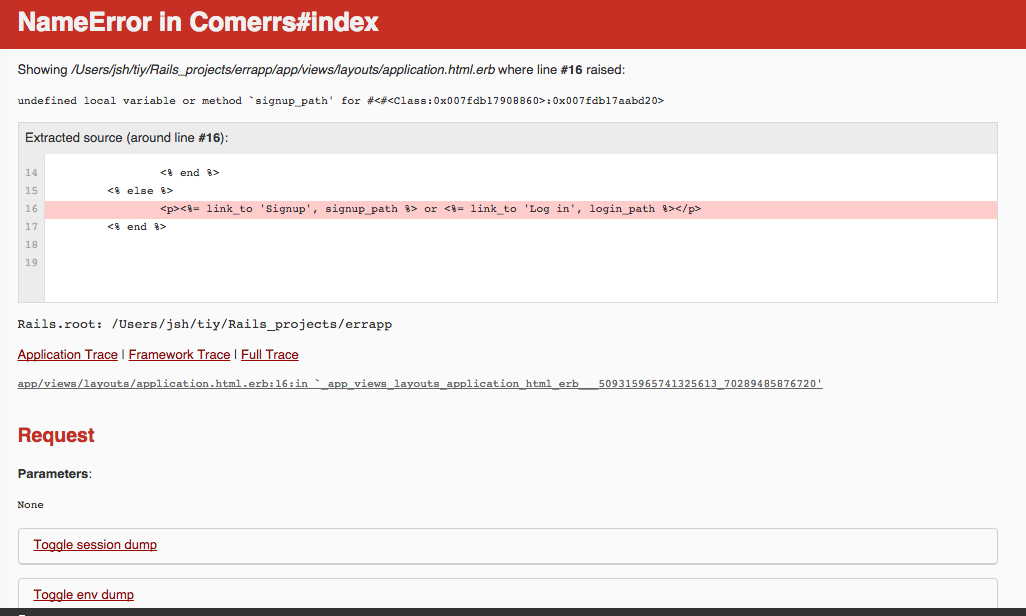 NameError in Comerrs#index
Showing /Users/jsh/tiy/Rails_projects/errapp/app/views/layouts/application.html.erb where line #16 raised:
undefined local variable or method `signup_path' for #<#<Class:0x007fdb17908860>:0x007fdb17aabd20>
Extracted source (around line #16):
14 <% end %>
15 <% else %>
16 <p><%= link_to 'Signup', signup_path %> or <%= link_to 'Log in', login_path %></p>
17 <% end %>
18
19
Rails.root: /Users/jsh/tiy/Rails_projects/errapp
Application Trace | Framework Trace | Full Trace
app/views/layouts/application.html.erb:16:in `_app_views_layouts_application_html_erb___509315965741325613_70289485876720'
Request
Parameters:
None
Toggle session dump
Toggle env dump